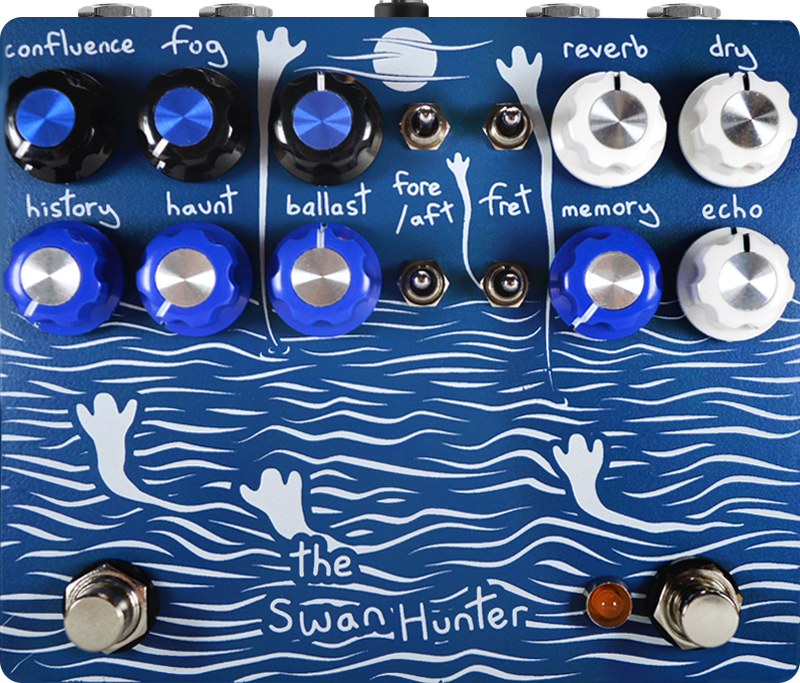 confluence
fog
reverb
dry
history
haunt
ballast
fore
/aft
fret
memory
echo
the
Swan Hunter